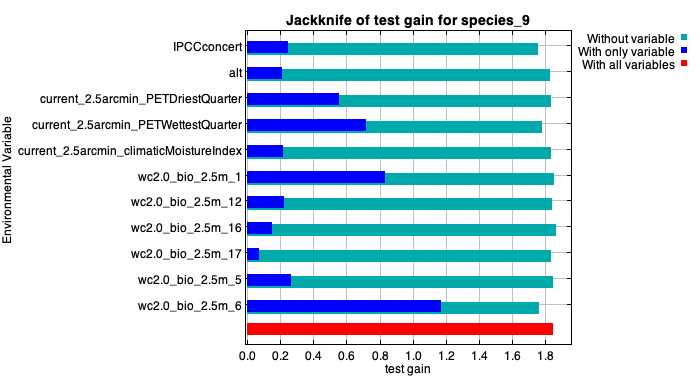 Jackknife of test gain for species_9
Without variable
With only variable
With all variables
Environmental Variable
IPCCconcert
alt
current_2.5arcmin_PETDriestQuarter
current_2.5arcmin_PETWettestQuarter
current_2.5arcmin_climaticMoistureIndex
wc2.0_bio_2.5m_1
wc2.0_bio_2.5m_12
wc2.0_bio_2.5m_16
wc2.0_bio_2.5m_17
wc2.0_bio_2.5m_5
wc2.0_bio_2.5m_6
0.0 0.2 0.4 0.6 0.8 1.0 1.2 1.4 1.6 1.8
test gain